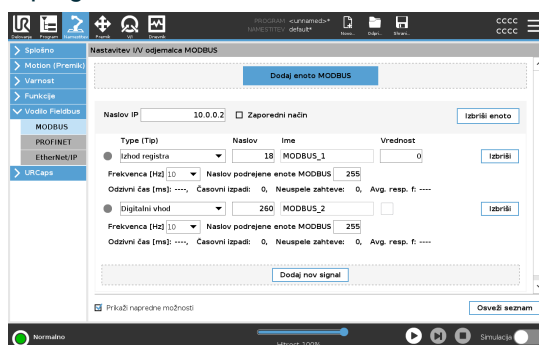 PROGRAM <unnamed>*
NAMESTITEV default*
CCCC
CCCC
Program
Namestitev
Premik
V/I
Dnevnik
Novo...
Odpri...
Shrani...
Splošno
Motion (Premik)
Varnost
Funkcije
Vodilo Fieldbus
MODBUS
PROFINET
EtherNet/IP
URCaps
Nastavitev I/V odjemalca MODBUS
Dodaj enoto MODBUS
Naslov IP 10.0.0.2 Zaporedni način Izbriši enoto
Type (Tip) Naslov Ime Vrednost
Izhod registra 18 MODBUS_1 0 Izbriši
Frekvenca [Hz] 10 Naslov podrejene enote MODBUS 255
Odzivni čas [ms]: ----, Časovni izpadi: 0, Neuspele zahteve: 0, Avg. resp. f: ----
Digitalni vhod 260 MODBUS_2 Izbriši
Frekvenca [Hz] 10 Naslov podrejene enote MODBUS 255
Odzivni čas [ms]: ----, Časovni izpadi: 0, Neuspele zahteve: 0, Avg. resp. f: ----
Dodaj nov signal
Prikaži napredne možnosti
Osveži seznam
Normalno
Hitrost 100%
Simulacija